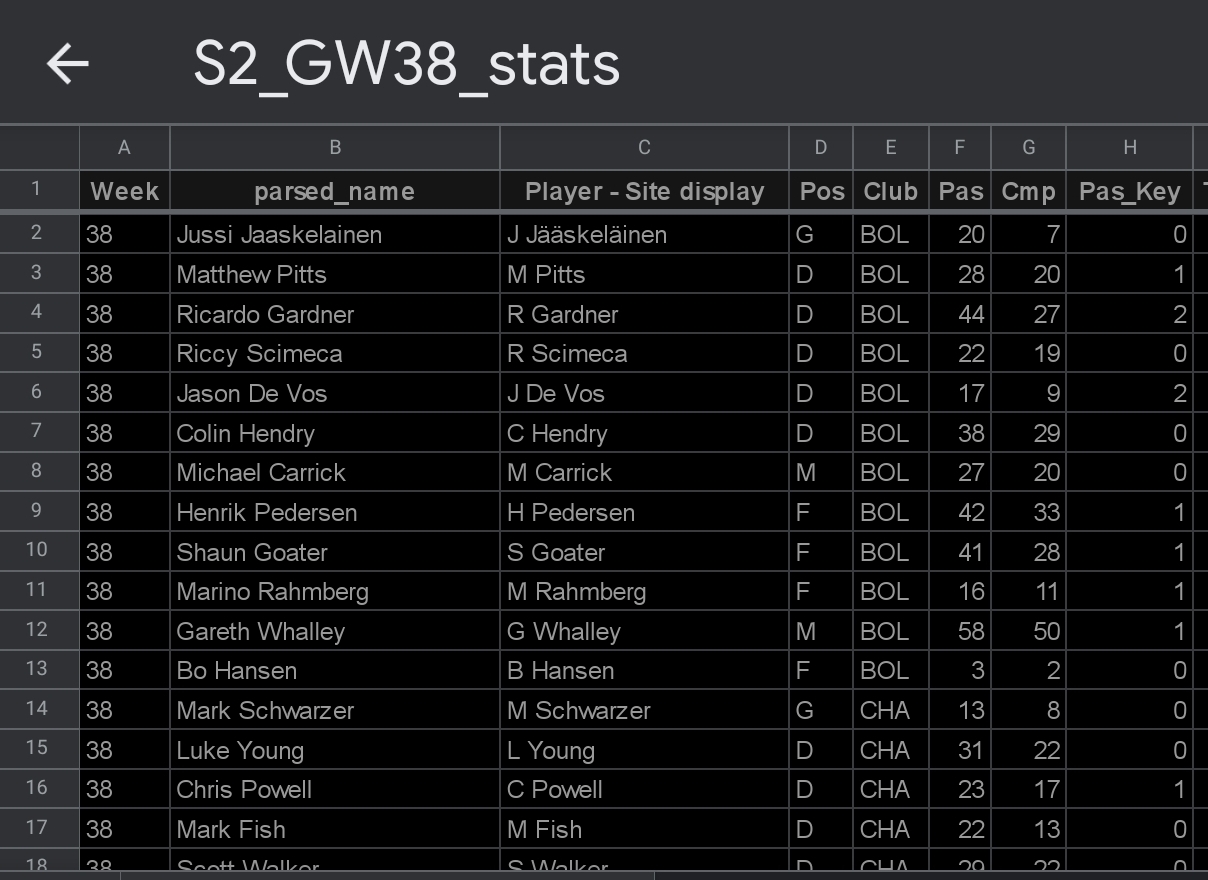 S2_GW38_stats
A B C D E F G H
1 Week parsed_name Player - Site display Pos Club Pas Cmp Pas_Key
2 38 Jussi Jaaskelainen J Jääskeläinen G BOL 20 7 0
3 38 Matthew Pitts M Pitts D BOL 28 20 1
4 38 Ricardo Gardner R Gardner D BOL 44 27 2
5 38 Riccy Scimeca R Scimeca D BOL 22 19 0
6 38 Jason De Vos J De Vos D BOL 17 9 2
7 38 Colin Hendry C Hendry D BOL 38 29 0
8 38 Michael Carrick M Carrick M BOL 27 20 0
9 38 Henrik Pedersen H Pedersen F BOL 42 33 1
10 38 Shaun Goater S Goater F BOL 41 28 1
11 38 Marino Rahmberg M Rahmberg F BOL 16 11 1
12 38 Gareth Whalley G Whalley M BOL 58 50 1
13 38 Bo Hansen B Hansen F BOL 3 2 0
14 38 Mark Schwarzer M Schwarzer G CHA 13 8 0
15 38 Luke Young L Young D CHA 31 22 0
16 38 Chris Powell C Powell D CHA 23 17 1
17 38 Mark Fish M Fish D CHA 22 13 0
18 38 Scott Walker S Walker D CHA 29 22 0